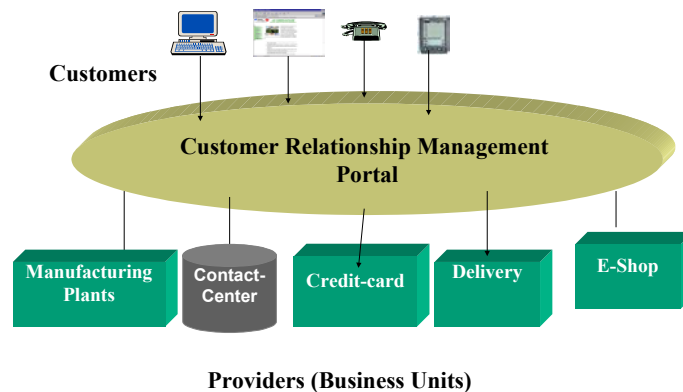 Customers
Customer Relationship Management
Portal
Manufacturing
Plants
Contact-
Center
Credit-card
Delivery
E-Shop
Providers (Business Units)